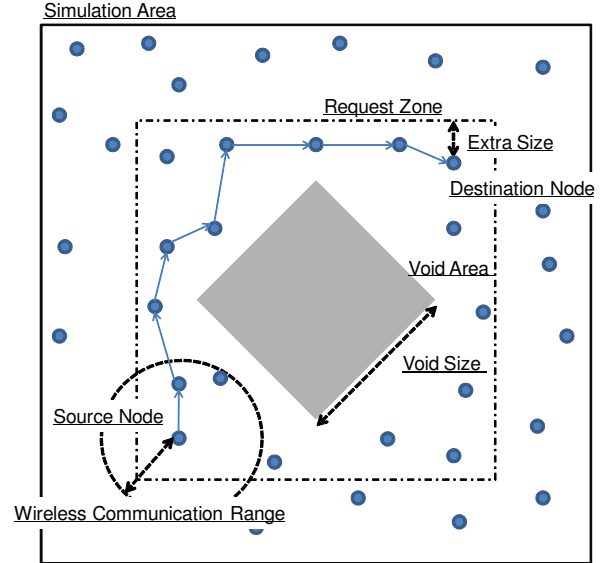 Simulation Area
Request Zone
Extra Size
Destination Node
Void Area
Void Size
Source Node
Wireless Communication Range